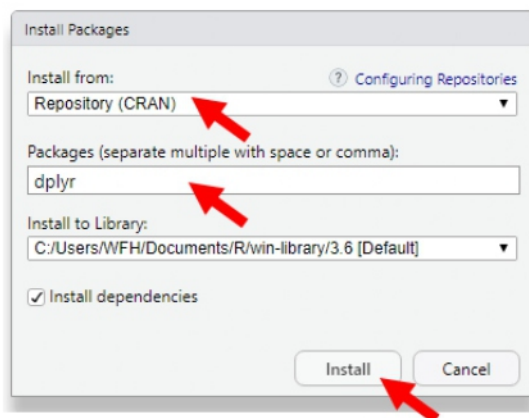 Install Packages
Install from:
? Configuring Repositories
Repository (CRAN)
Packages (separate multiple with space or comma):
dplyr
Install to Library:
C:/Users/WFH/Documents/R/win-library/3.6 [Default]
Install dependencies
Install
Cancel